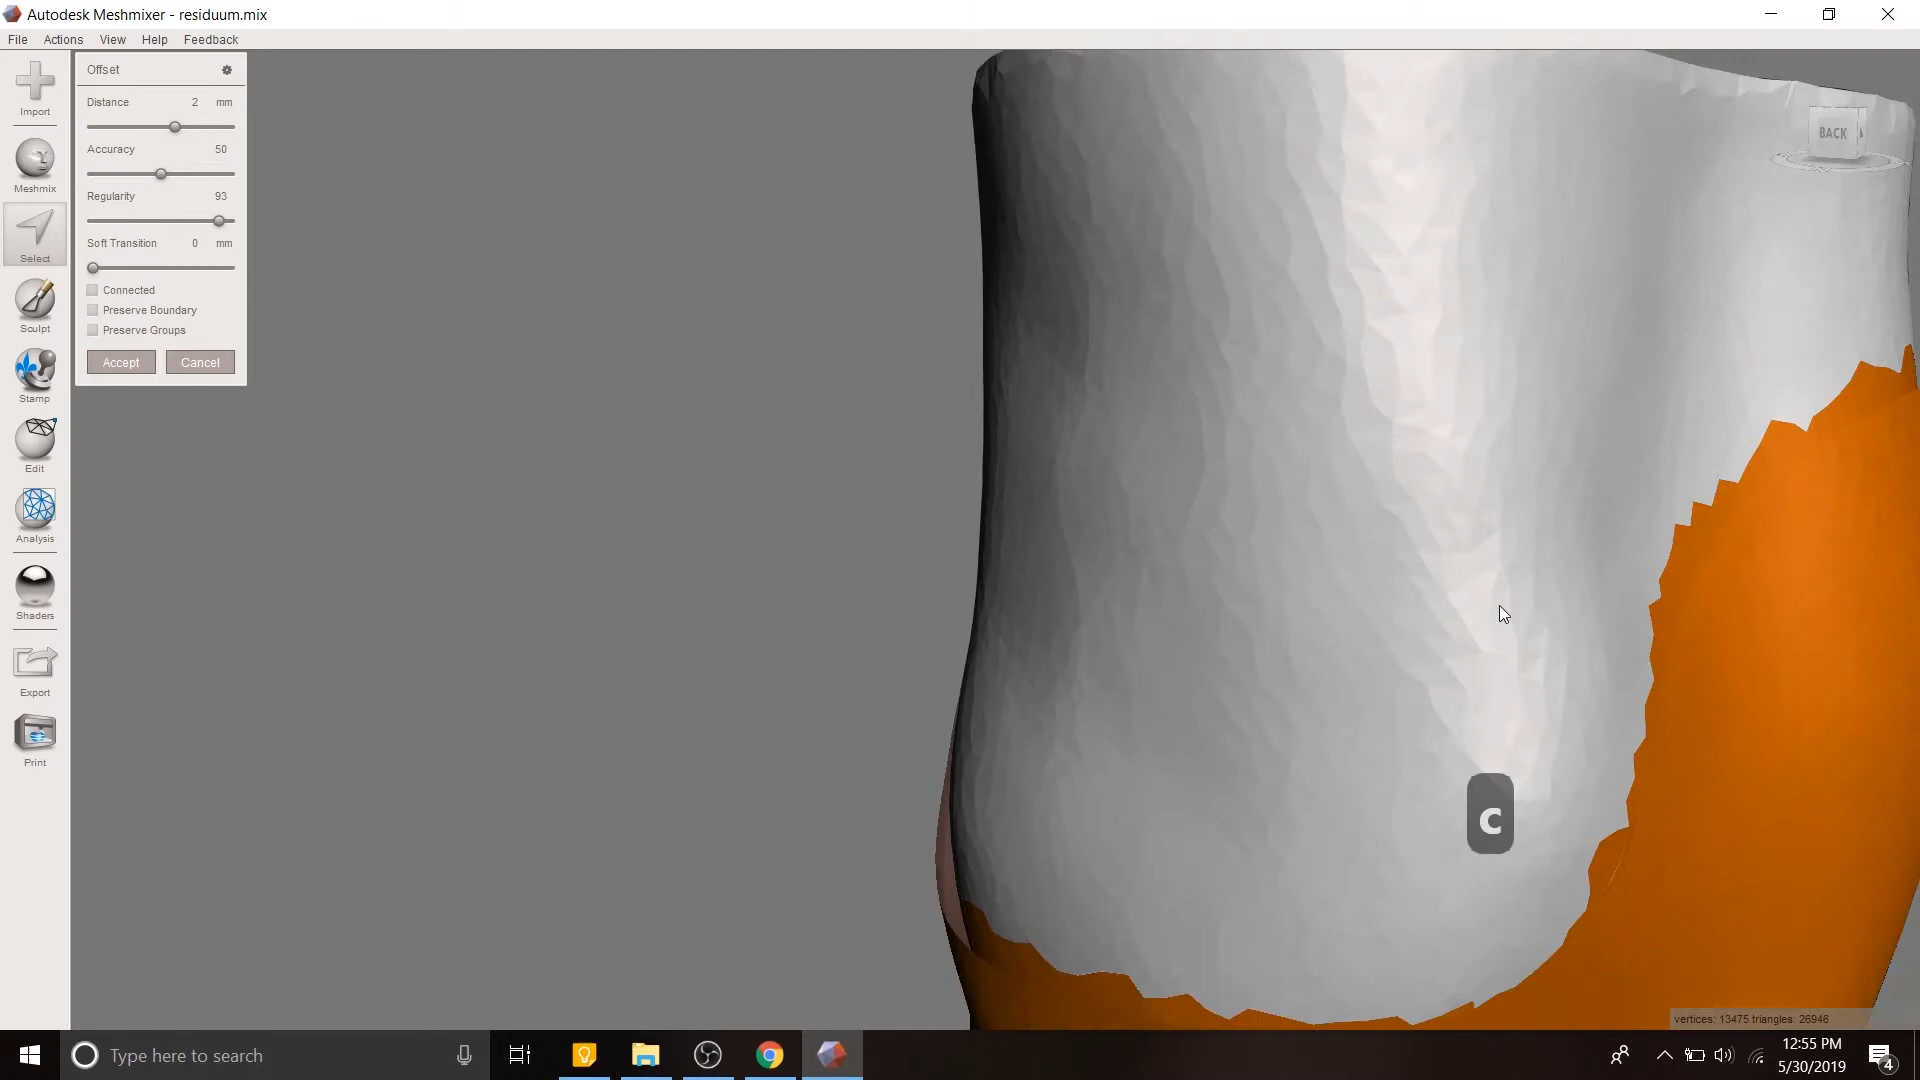 Autodesk Meshmixer - residuum.mix
File Actions View Help Feedback
Import
Meshmix
Select
Sculpt
Stamp
Edit
Analysis
Shaders
Export
Print
Offset
Distance 2 mm
Accuracy 50
Regularity 93
Soft Transition 0 mm
Connected
Preserve Boundary
Preserve Groups
Accept Cancel
BACK
C
vertices: 13475 triangles: 26946
Type here to search
12:55 PM
5/30/2019
4